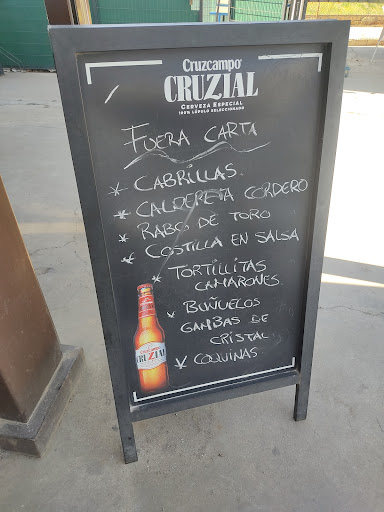 Cruzcampo
CRUZIAL
CERVEZA ESPECIAL
100% LÚPULO SELECCIONADO
FUERA CARTA
* CABRILLAS.
* CALDERETA CORDERO
* RABO DE TORO
* COSTILLA EN SALSA
* TORTILLITAS
CAMARONES.
* BUÑUELOS
GAMBAS DE
CRISTAL
* COQUINAS
CRUZIAL